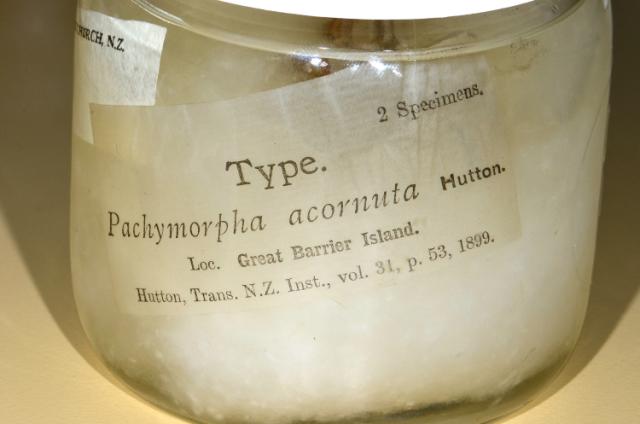 CHURCH, N.Z.
2 Specimens.
Type.
Pachymorpha acornuta Hutton.
Loc. Great Barrier Island.
Hutton, Trans. N.Z. Inst., vol. 31, p. 53, 1899.